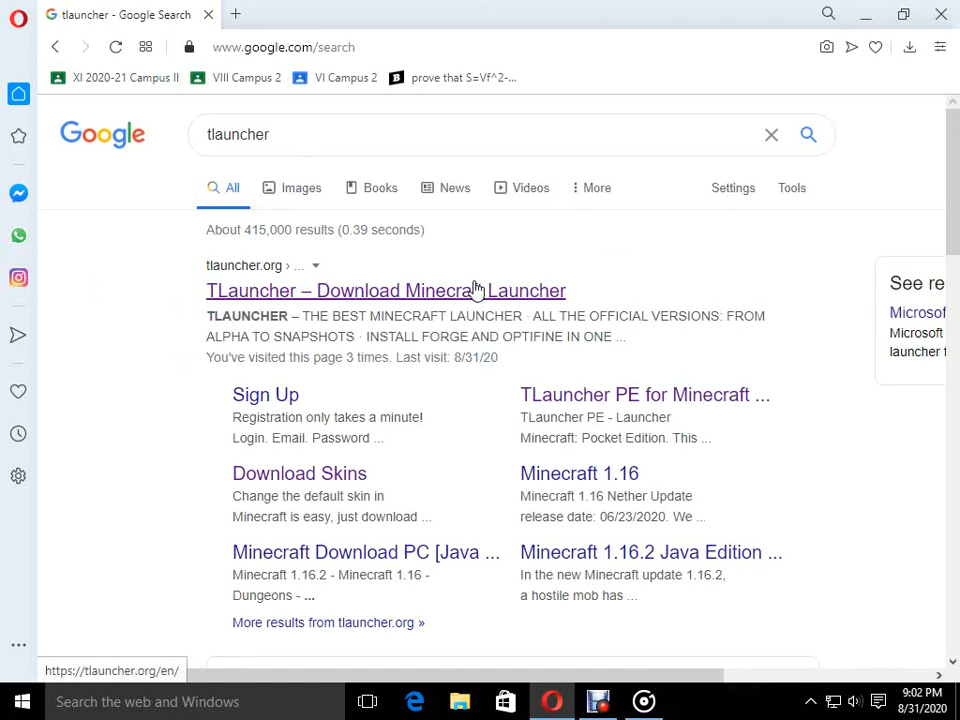 tlauncher - Google Search
www.google.com/search
XI 2020-21 Campus II
VIII Campus 2
VI Campus 2
prove that S=Vf^2-...
Google
tlauncher
All
Images
Books
News
Videos
More
Settings
Tools
About 415,000 results (0.39 seconds)
tlauncher.org › ...
TLauncher – Download Minecraft Launcher
TLAUNCHER – THE BEST MINECRAFT LAUNCHER · ALL THE OFFICIAL VERSIONS: FROM
ALPHA TO SNAPSHOTS · INSTALL FORGE AND OPTIFINE IN ONE ...
You've visited this page 3 times. Last visit: 8/31/20
Sign Up
Registration only takes a minute!
Login. Email. Password ...
TLauncher PE for Minecraft ...
TLauncher PE - Launcher
Minecraft: Pocket Edition. This ...
Download Skins
Change the default skin in
Minecraft is easy, just download ...
Minecraft 1.16
Minecraft 1.16 Nether Update
release date: 06/23/2020. We ...
Minecraft Download PC [Java ...
Minecraft 1.16.2 - Minecraft 1.16 -
Dungeons - ...
Minecraft 1.16.2 Java Edition ...
In the new Minecraft update 1.16.2,
a hostile mob has ...
More results from tlauncher.org »
See re
Microsof
Microsoft
launcher f
https://tlauncher.org/en/
Search the web and Windows
9:02 PM
8/31/2020